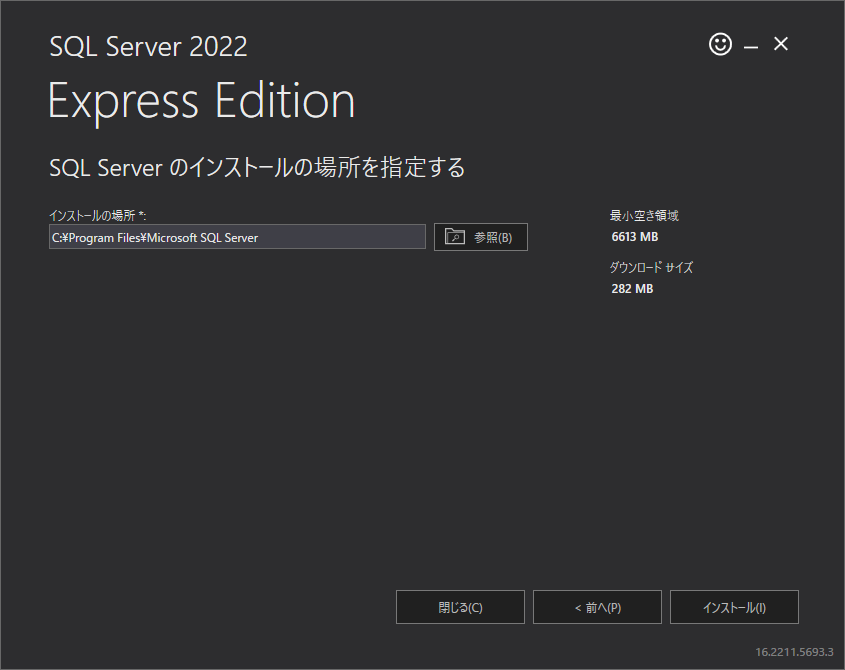 SQL Server 2022
Express Edition
SQL Server のインストールの場所を指定する
インストールの場所 *:
C:¥Program Files¥Microsoft SQL Server
参照(B)
最小空き領域
6613 MB
ダウンロード サイズ
282 MB
閉じる(C)
< 前へ(P)
インストール(I)
16.2211.5693.3